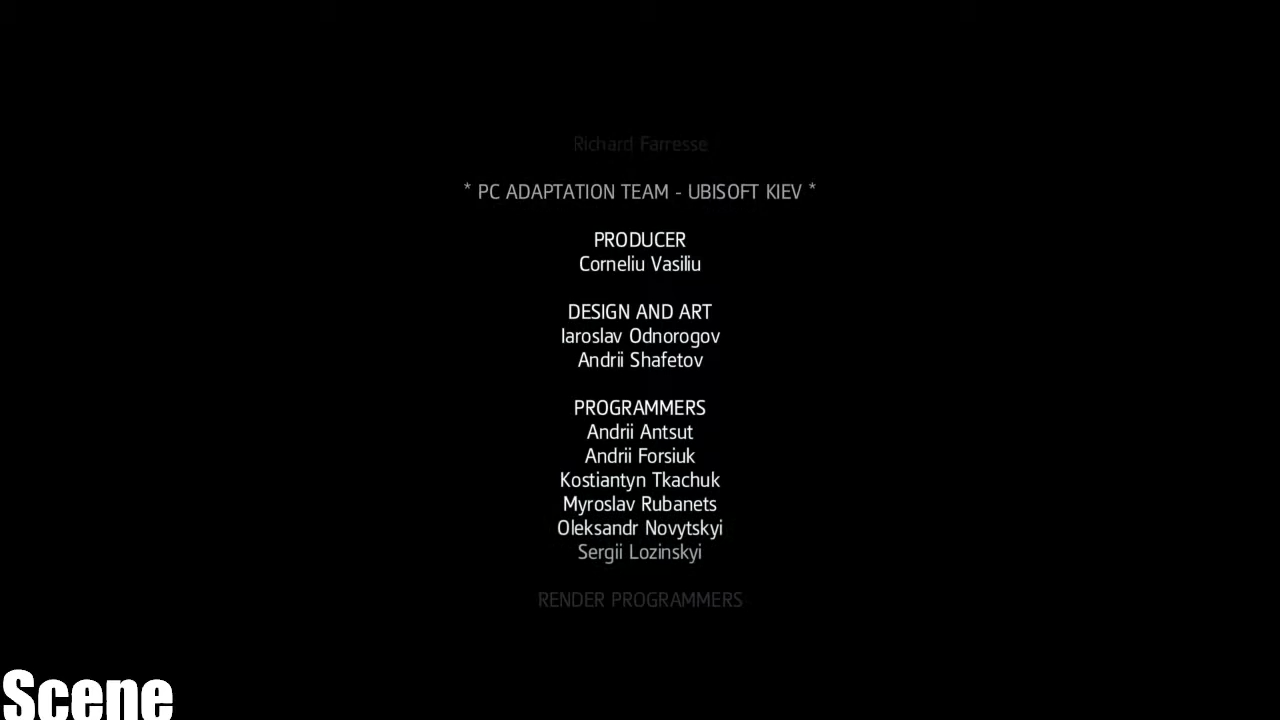 Richard Farresse
* PC ADAPTATION TEAM - UBISOFT KIEV *
PRODUCER
Corneliu Vasiliu
DESIGN AND ART
Iaroslav Odnorogov
Andrii Shafetov
PROGRAMMERS
Andrii Antsut
Andrii Forsiuk
Kostiantyn Tkachuk
Myroslav Rubanets
Oleksandr Novytskyi
Sergii Lozinskyi
RENDER PROGRAMMERS
Scene